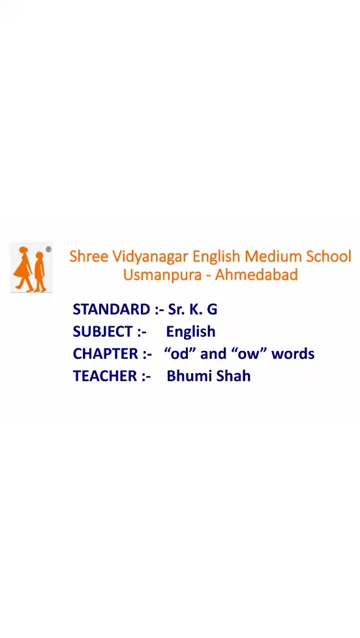 Shree Vidyanagar English Medium School
Usmanpura - Ahmedabad
STANDARD :- Sr. K. G
SUBJECT :- English
CHAPTER :- “od” and “ow” words
TEACHER :- Bhumi Shah